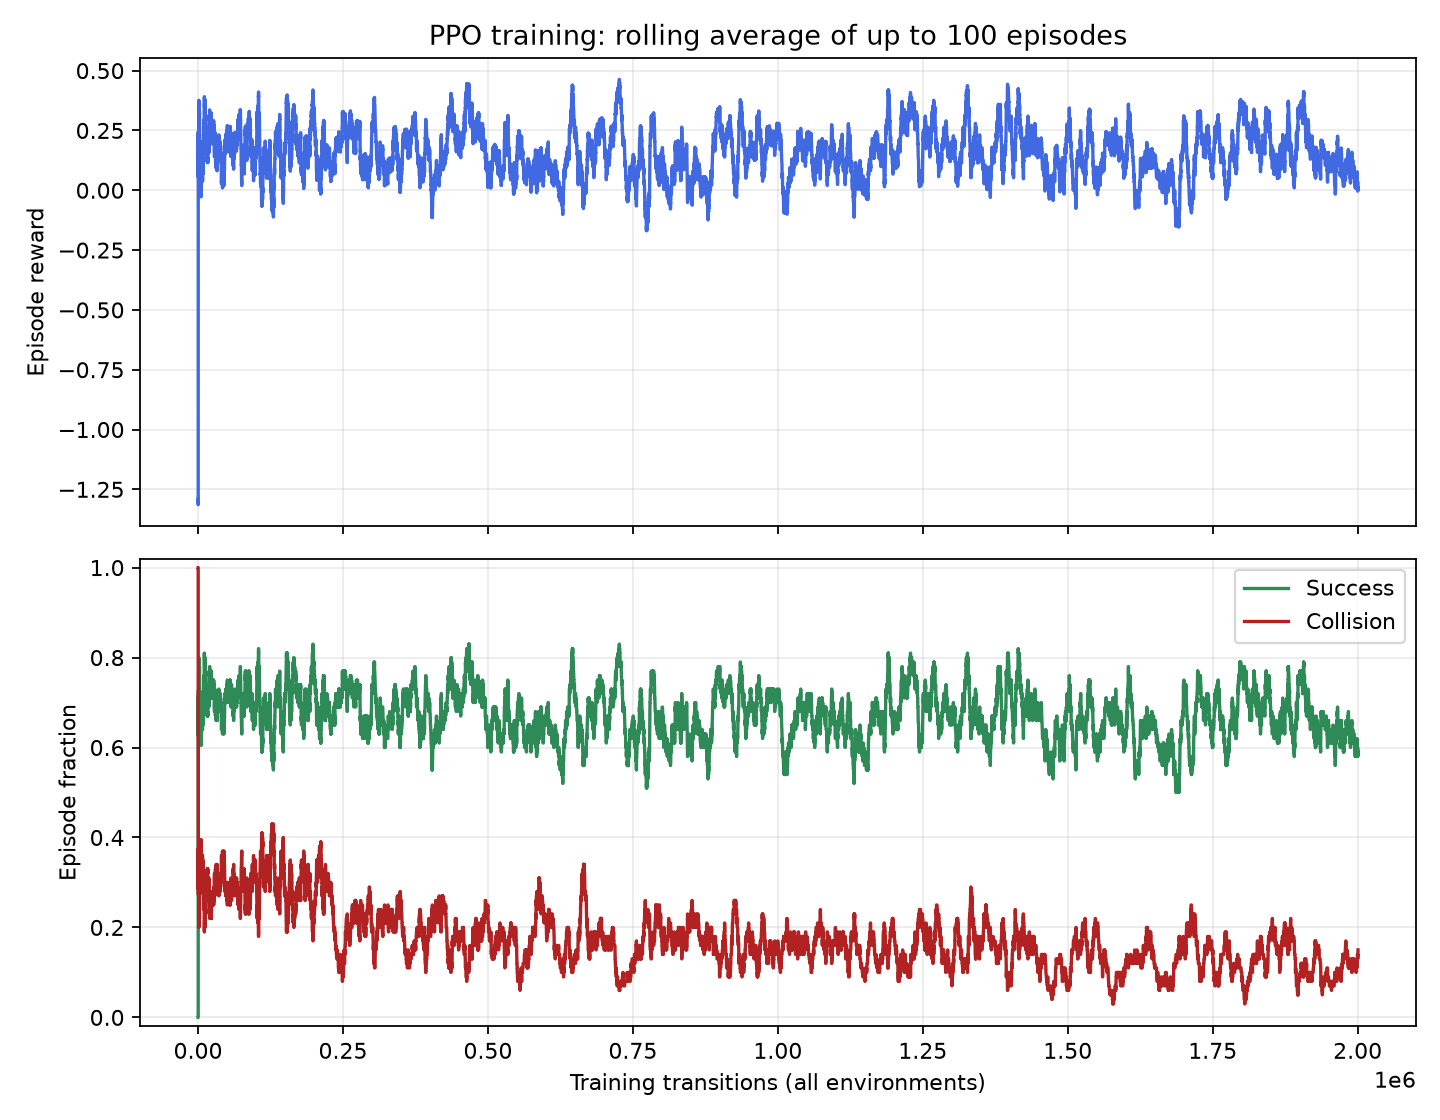 PPO training: rolling average of up to 100 episodes
0.50
0.25
0.00
−0.25
−0.50
−0.75
−1.00
−1.25
Episode reward
1.0
0.8
0.6
0.4
0.2
0.0
Episode fraction
Success
Collision
0.00 0.25 0.50 0.75 1.00 1.25 1.50 1.75 2.00
Training transitions (all environments)
1e6